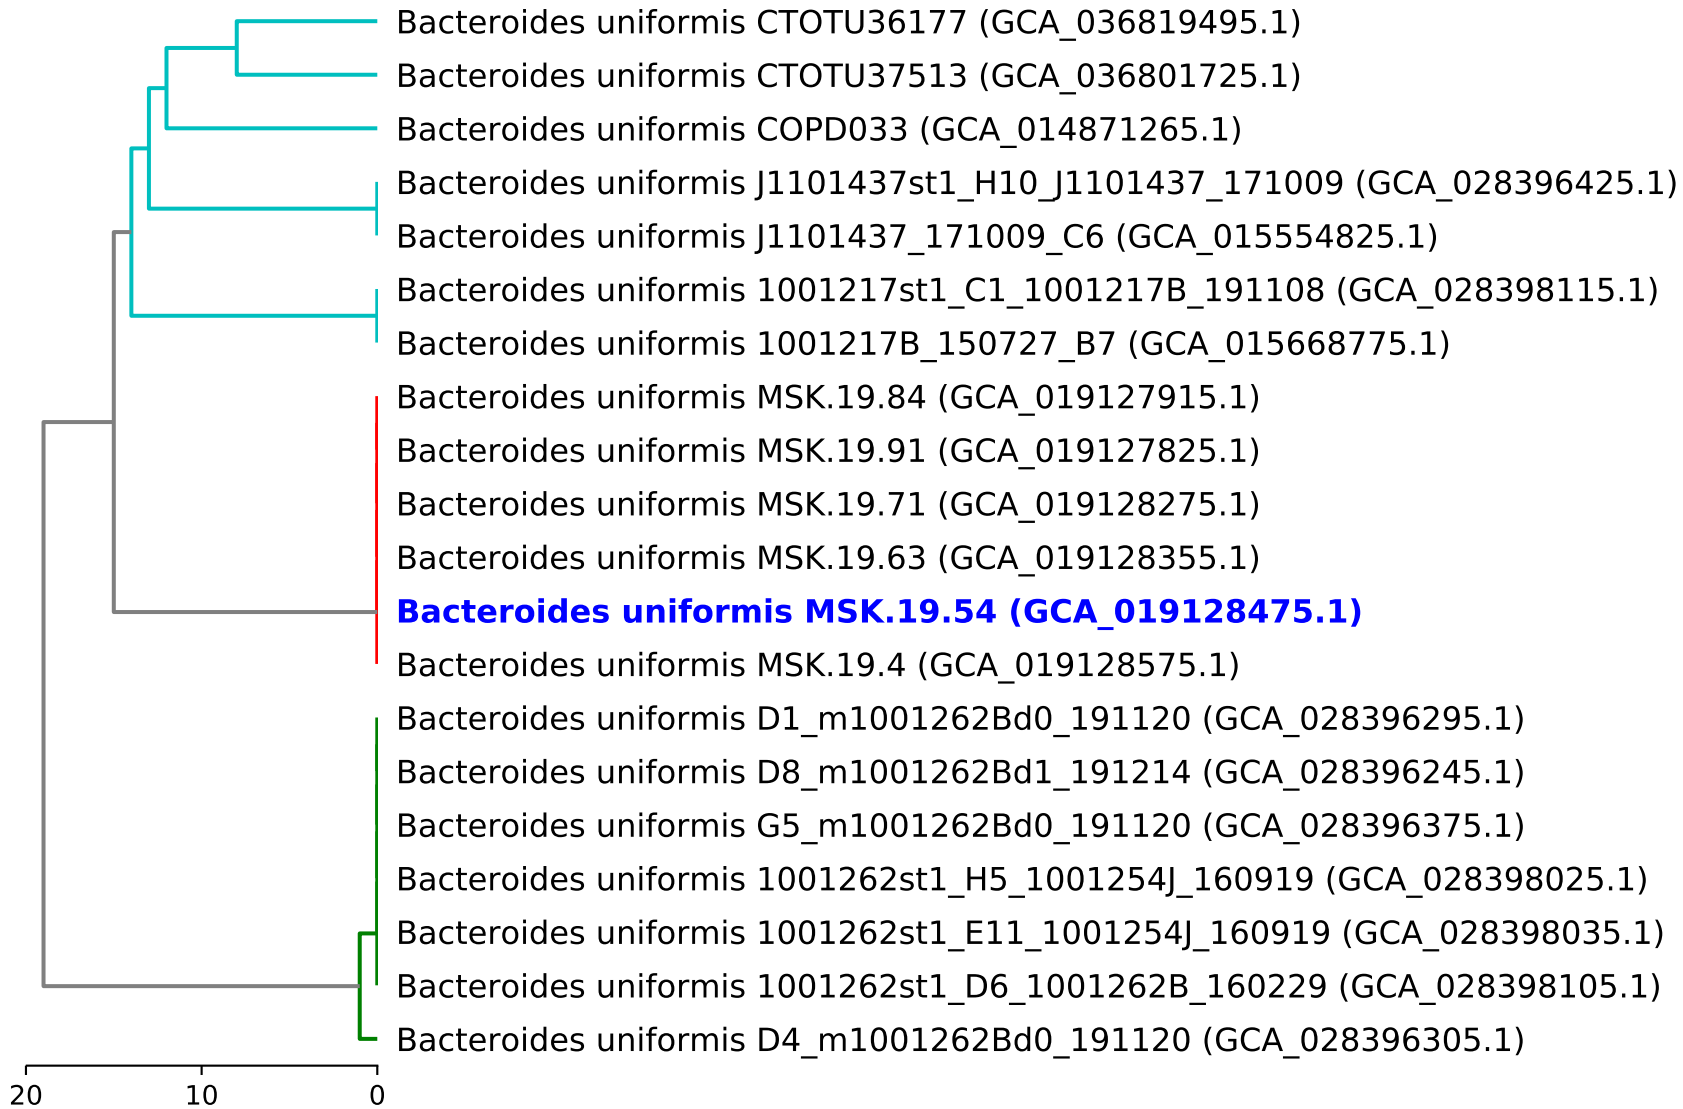 Bacteroides uniformis CTOTU36177 (GCA_036819495.1)
Bacteroides uniformis CTOTU37513 (GCA_036801725.1)
Bacteroides uniformis COPD033 (GCA_014871265.1)
Bacteroides uniformis J1101437st1_H10_J1101437_171009 (GCA_028396425.1)
Bacteroides uniformis J1101437_171009_C6 (GCA_015554825.1)
Bacteroides uniformis 1001217st1_C1_1001217B_191108 (GCA_028398115.1)
Bacteroides uniformis 1001217B_150727_B7 (GCA_015668775.1)
Bacteroides uniformis MSK.19.84 (GCA_019127915.1)
Bacteroides uniformis MSK.19.91 (GCA_019127825.1)
Bacteroides uniformis MSK.19.71 (GCA_019128275.1)
Bacteroides uniformis MSK.19.63 (GCA_019128355.1)
Bacteroides uniformis MSK.19.54 (GCA_019128475.1)
Bacteroides uniformis MSK.19.4 (GCA_019128575.1)
Bacteroides uniformis D1_m1001262Bd0_191120 (GCA_028396295.1)
Bacteroides uniformis D8_m1001262Bd1_191214 (GCA_028396245.1)
Bacteroides uniformis G5_m1001262Bd0_191120 (GCA_028396375.1)
Bacteroides uniformis 1001262st1_H5_1001254J_160919 (GCA_028398025.1)
Bacteroides uniformis 1001262st1_E11_1001254J_160919 (GCA_028398035.1)
Bacteroides uniformis 1001262st1_D6_1001262B_160229 (GCA_028398105.1)
Bacteroides uniformis D4_m1001262Bd0_191120 (GCA_028396305.1)
20 10 0